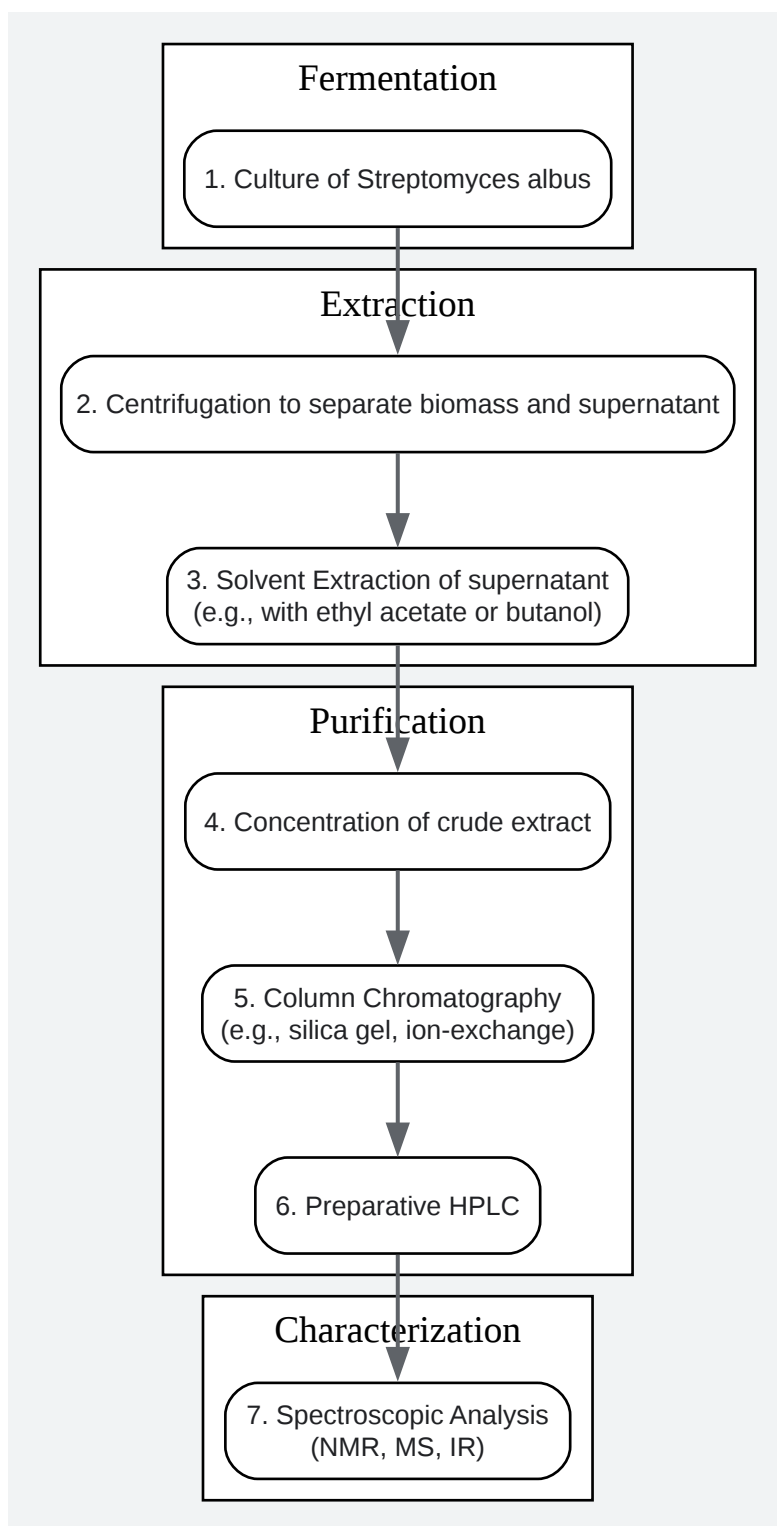 Fermentation
1. Culture of Streptomyces albus
Extraction
2. Centrifugation to separate biomass and supernatant
3. Solvent Extraction of supernatant
(e.g., with ethyl acetate or butanol)
Purification
4. Concentration of crude extract
5. Column Chromatography
(e.g., silica gel, ion-exchange)
6. Preparative HPLC
Characterization
7. Spectroscopic Analysis
(NMR, MS, IR)